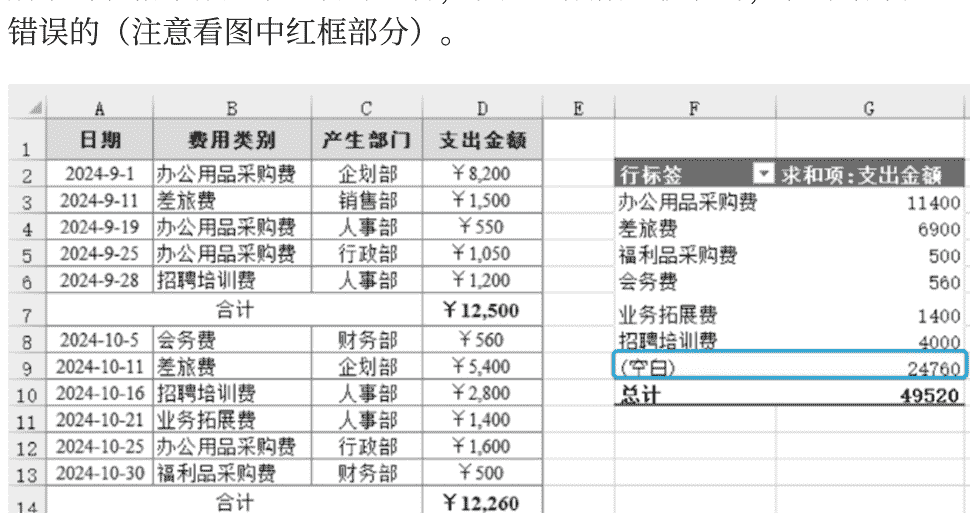 错误的（注意看图中红框部分）。
A B C D E F G
1 日期 费用类别 产生部门 支出金额
2 2024-9-1 办公用品采购费 企划部 ￥8,200 行标签 求和项:支出金额
3 2024-9-11 差旅费 销售部 ￥1,500 办公用品采购费 11400
4 2024-9-19 办公用品采购费 人事部 ￥550 差旅费 6900
5 2024-9-25 办公用品采购费 行政部 ￥1,050 福利品采购费 500
6 2024-9-28 招聘培训费 人事部 ￥1,200 会务费 560
7 合计 ￥12,500 业务拓展费 1400
8 2024-10-5 会务费 财务部 ￥560 招聘培训费 4000
9 2024-10-11 差旅费 企划部 ￥5,400 (空白) 24760
10 2024-10-16 招聘培训费 人事部 ￥2,800 总计 49520
11 2024-10-21 业务拓展费 人事部 ￥1,400
12 2024-10-25 办公用品采购费 行政部 ￥1,600
13 2024-10-30 福利品采购费 财务部 ￥500
14 合计 ￥12,260